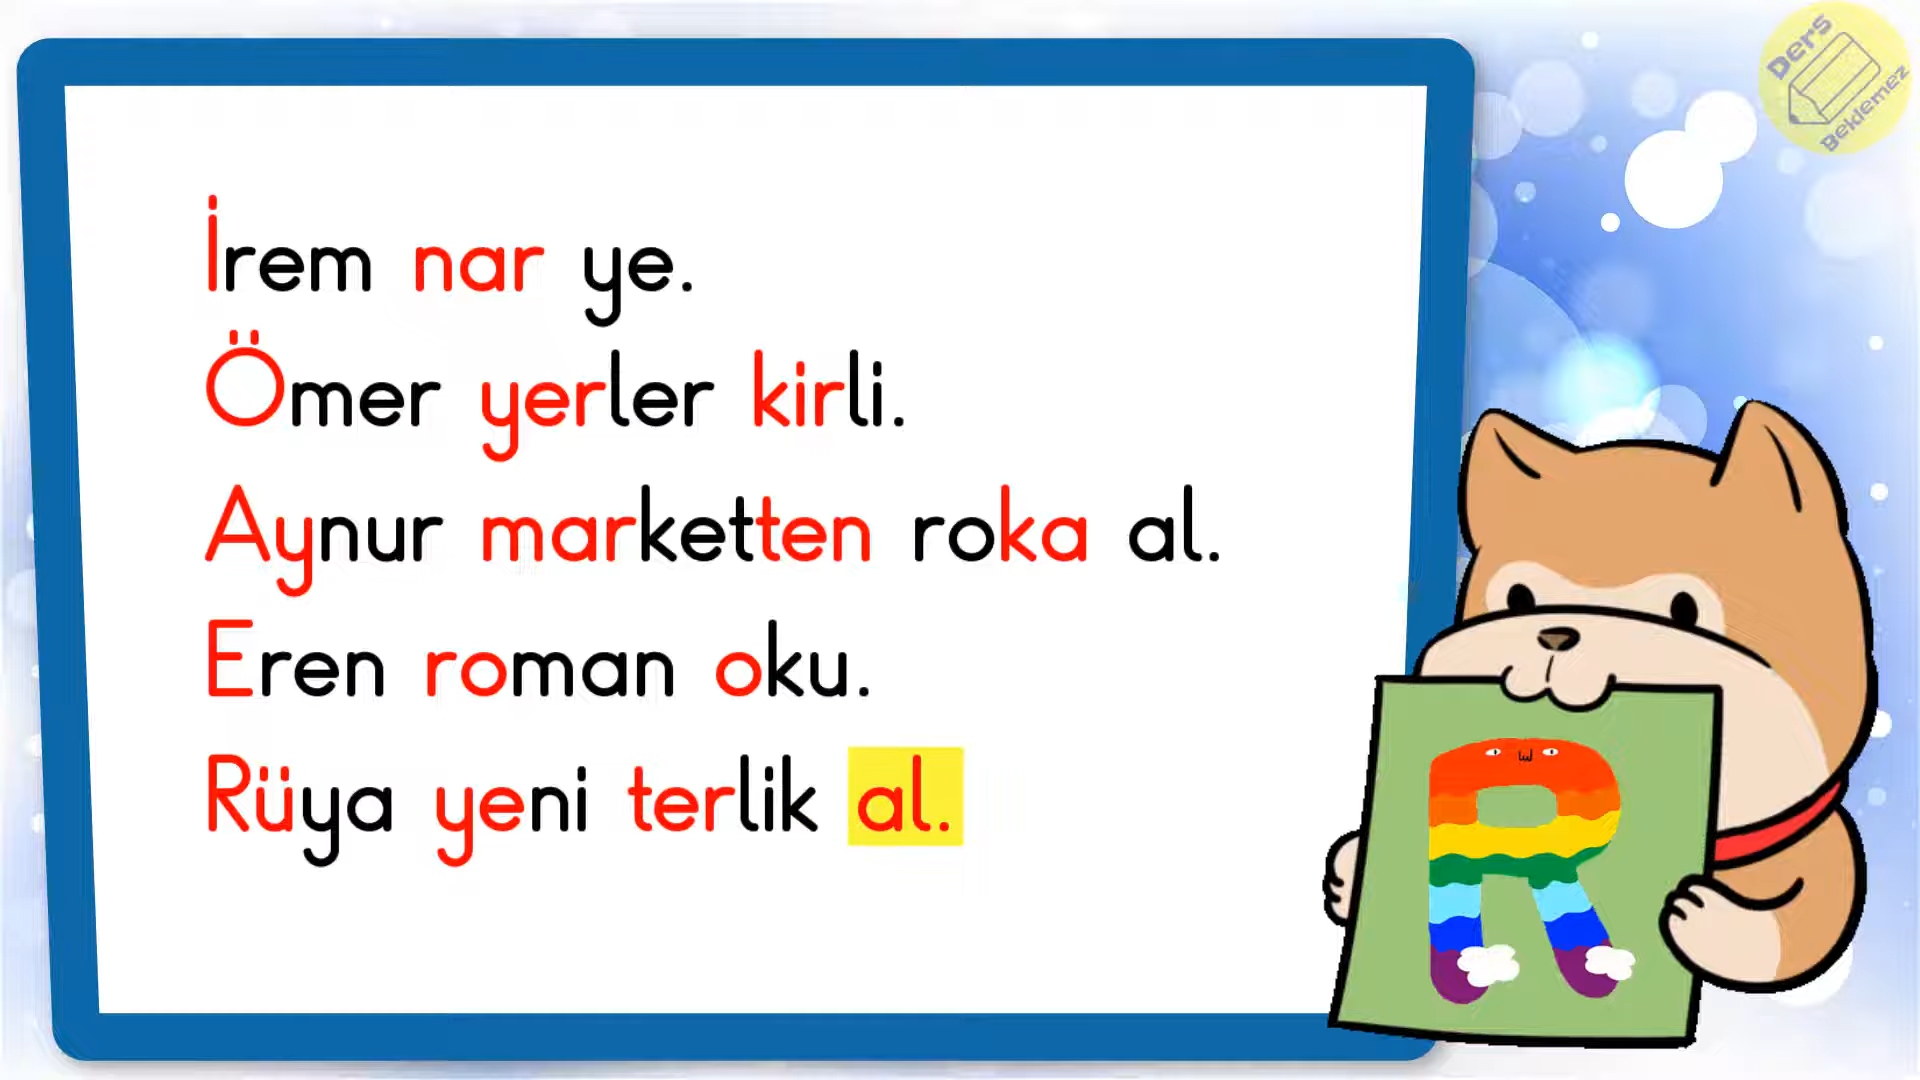 İrem nar ye.
Ömer yerler kirli.
Aynur marketten roka al.
Eren roman oku.
Rüya yeni terlik al.
Ders
Beklemez
R